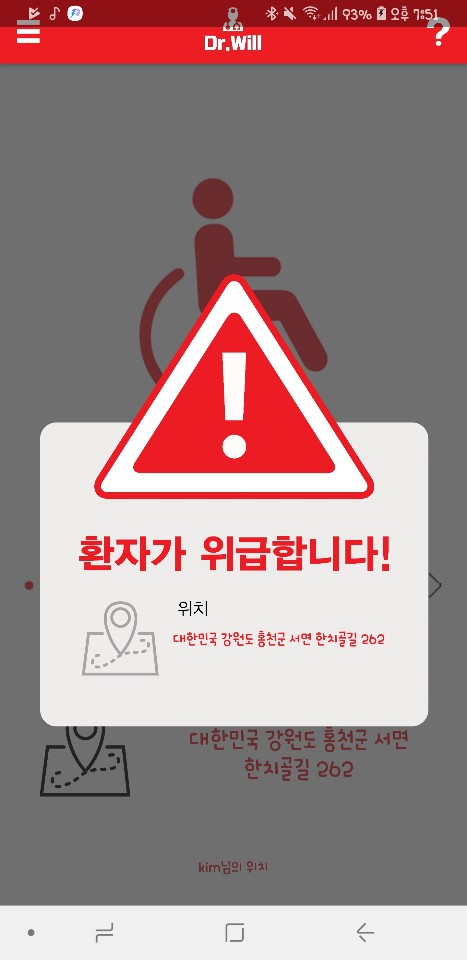 93% 오후 7:51
Dr.Will
?
!
환자가 위급합니다!
위치
대한민국 강원도 홍천군 서면 한치골길 262
대한민국 강원도 홍천군 서면
한치골길 262
kim님의 위치